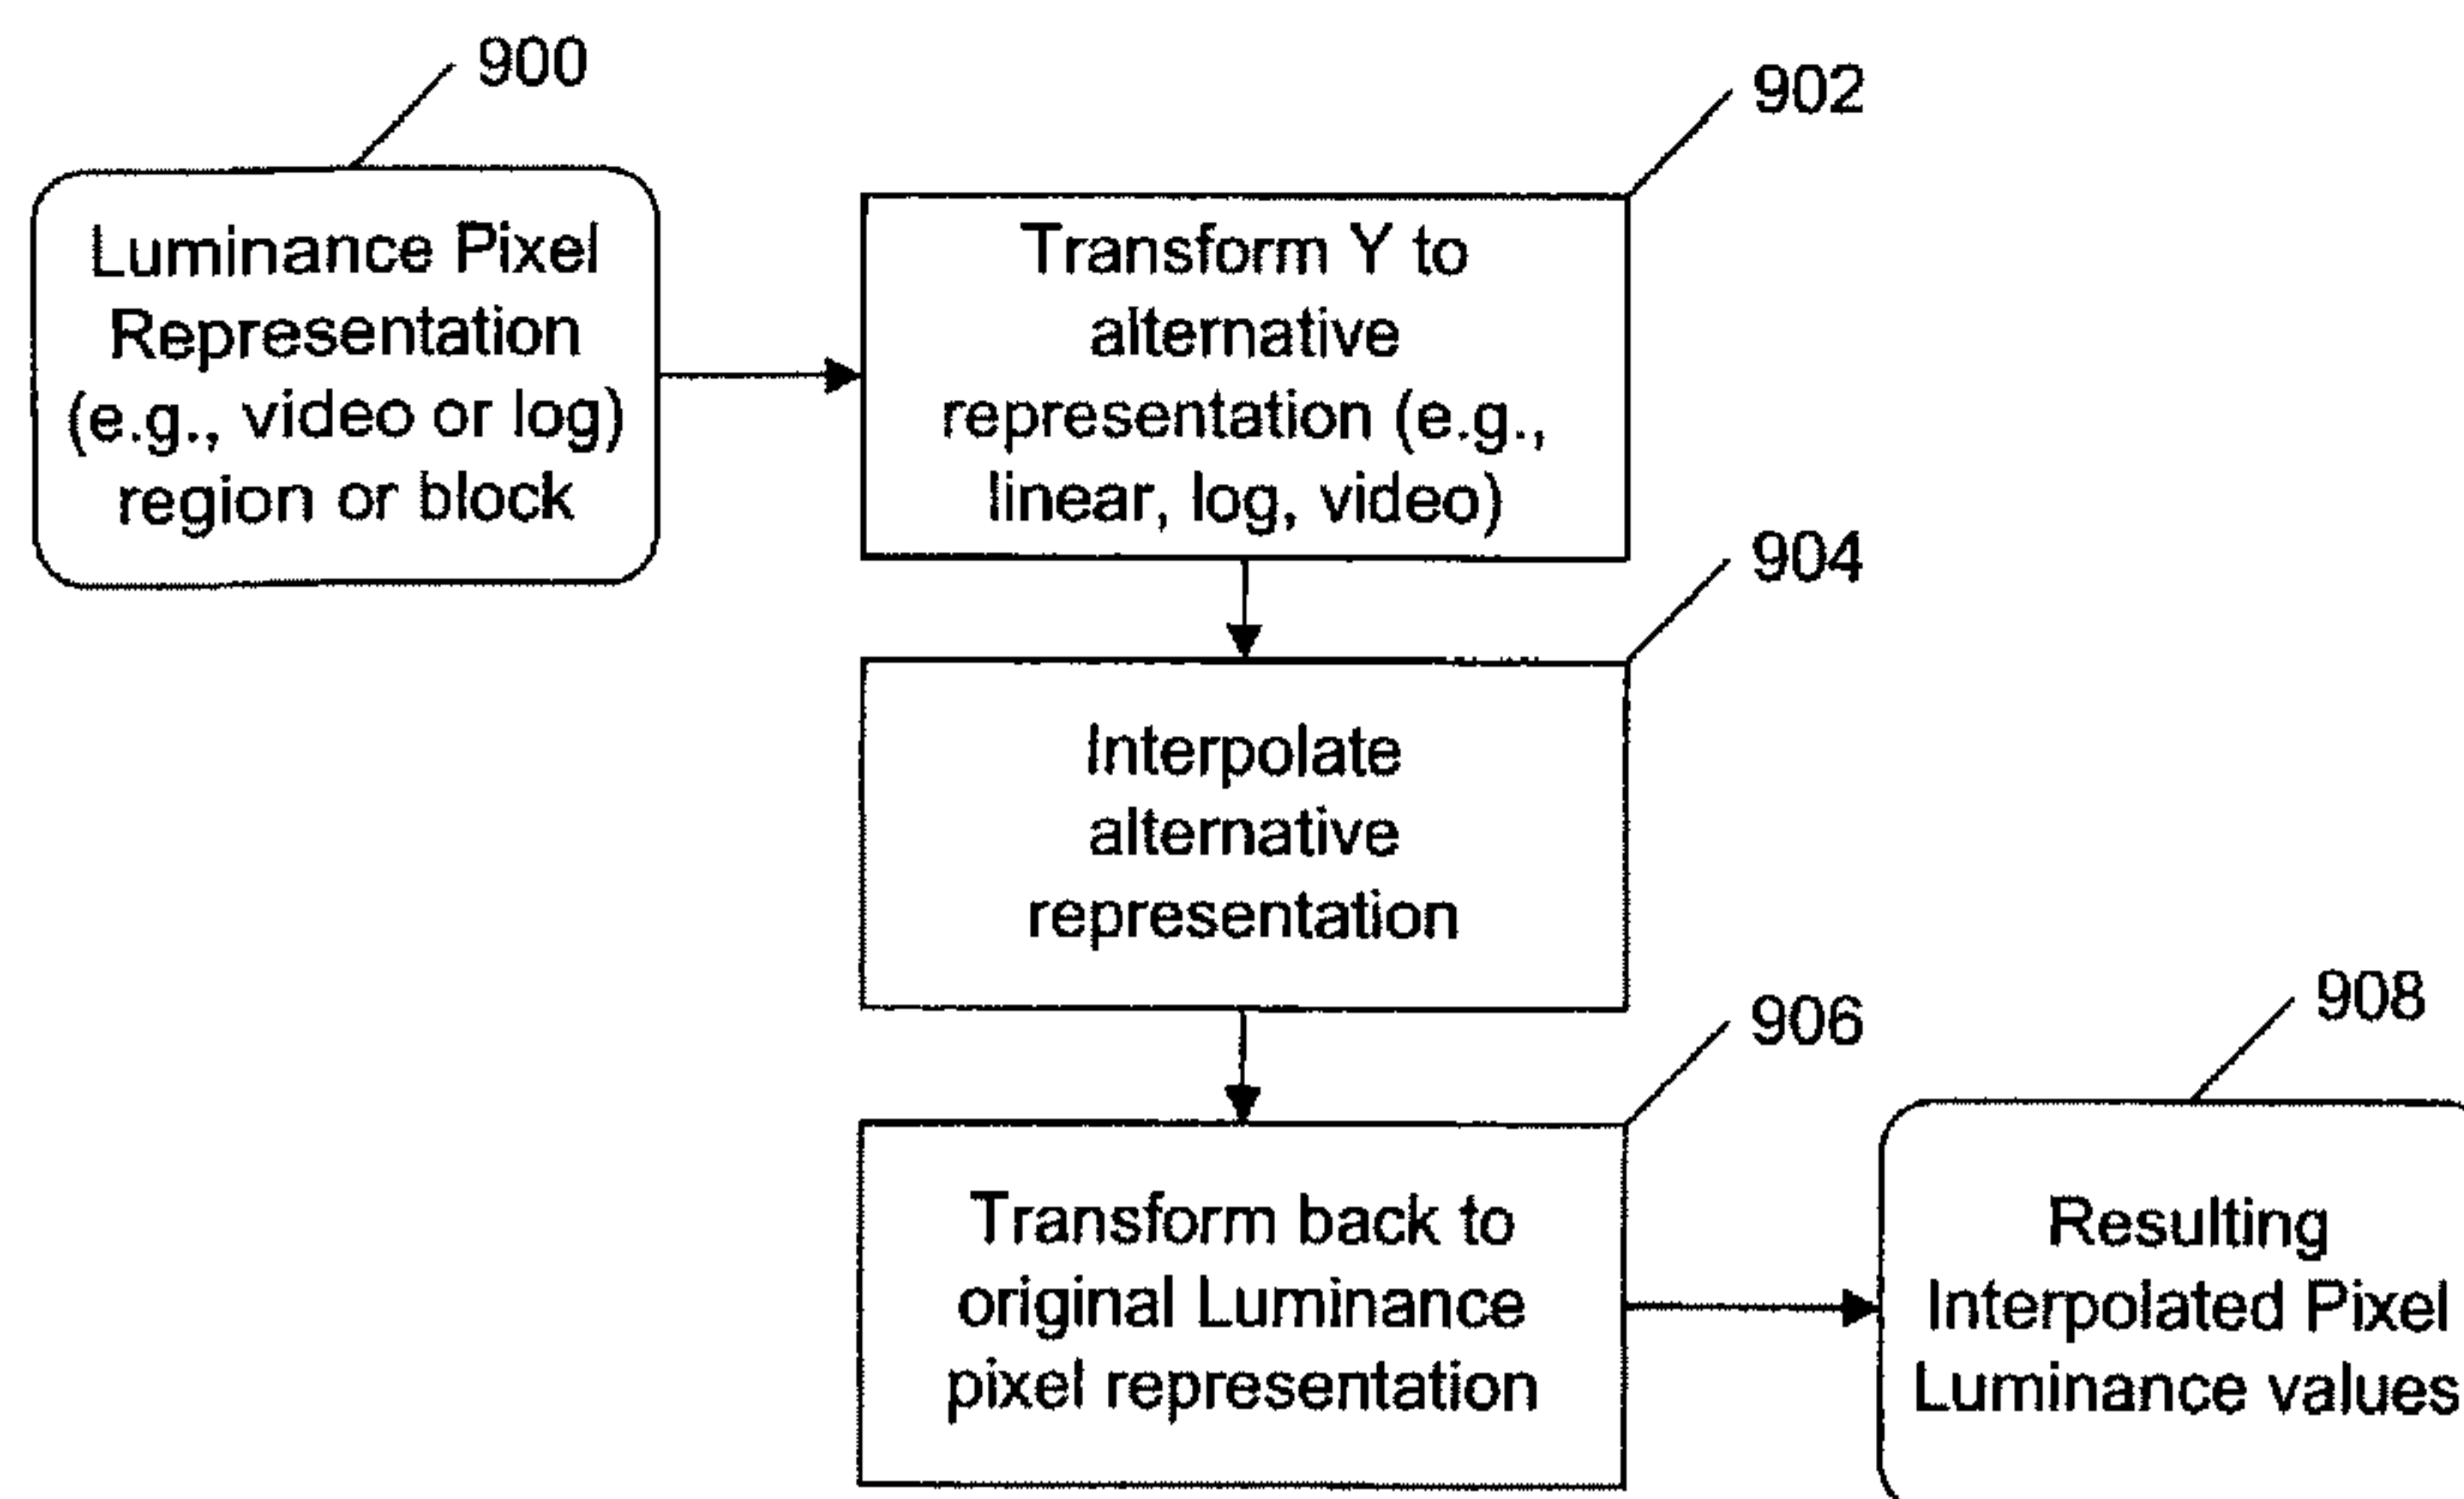 900
Luminance Pixel
Representation
(e.g., video or log)
region or block
902
Transform Y to
alternative
representation (e.g.,
linear, log, video)
904
Interpolate
alternative
representation
906
Transform back to
original Luminance
pixel representation
908
Resulting
Interpolated Pixel
Luminance values